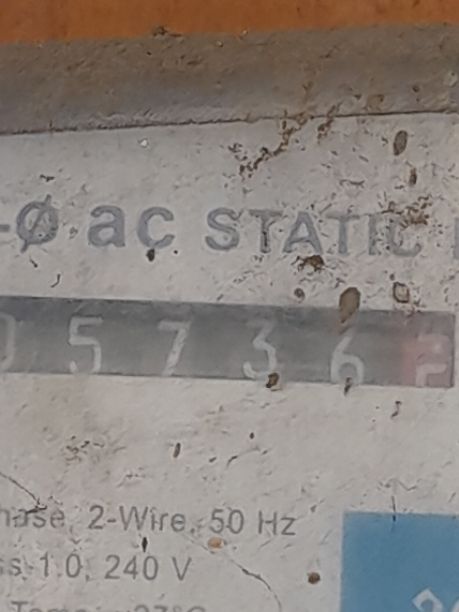 -Ø ac STATIC
05736
hase, 2-Wire, 50 Hz
ss-1.0, 240 V